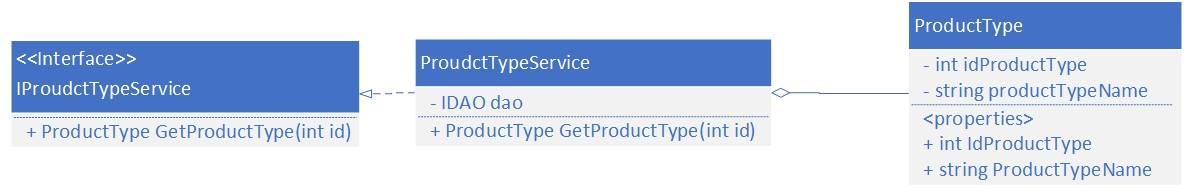 <<Interface>>
IProudctTypeService
+ ProductType GetProductType(int id)
ProudctTypeService
- IDAO dao
+ ProductType GetProductType(int id)
ProductType
- int idProductType
- string productTypeName
<properties>
+ int IdProductType
+ string ProductTypeName